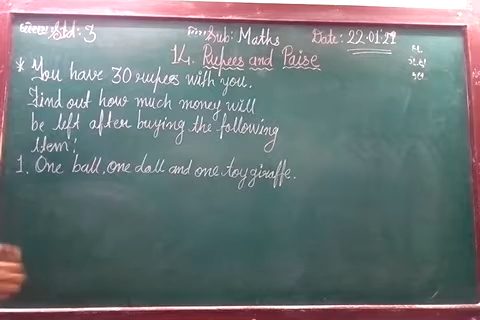 Std: 3 Sub: Maths Date: 22.01.21
14. Rupees and Paise
* You have 30 rupees with you.
Find out how much money will
be left after buying the following
item:
1. One ball, one doll and one toy giraffe.